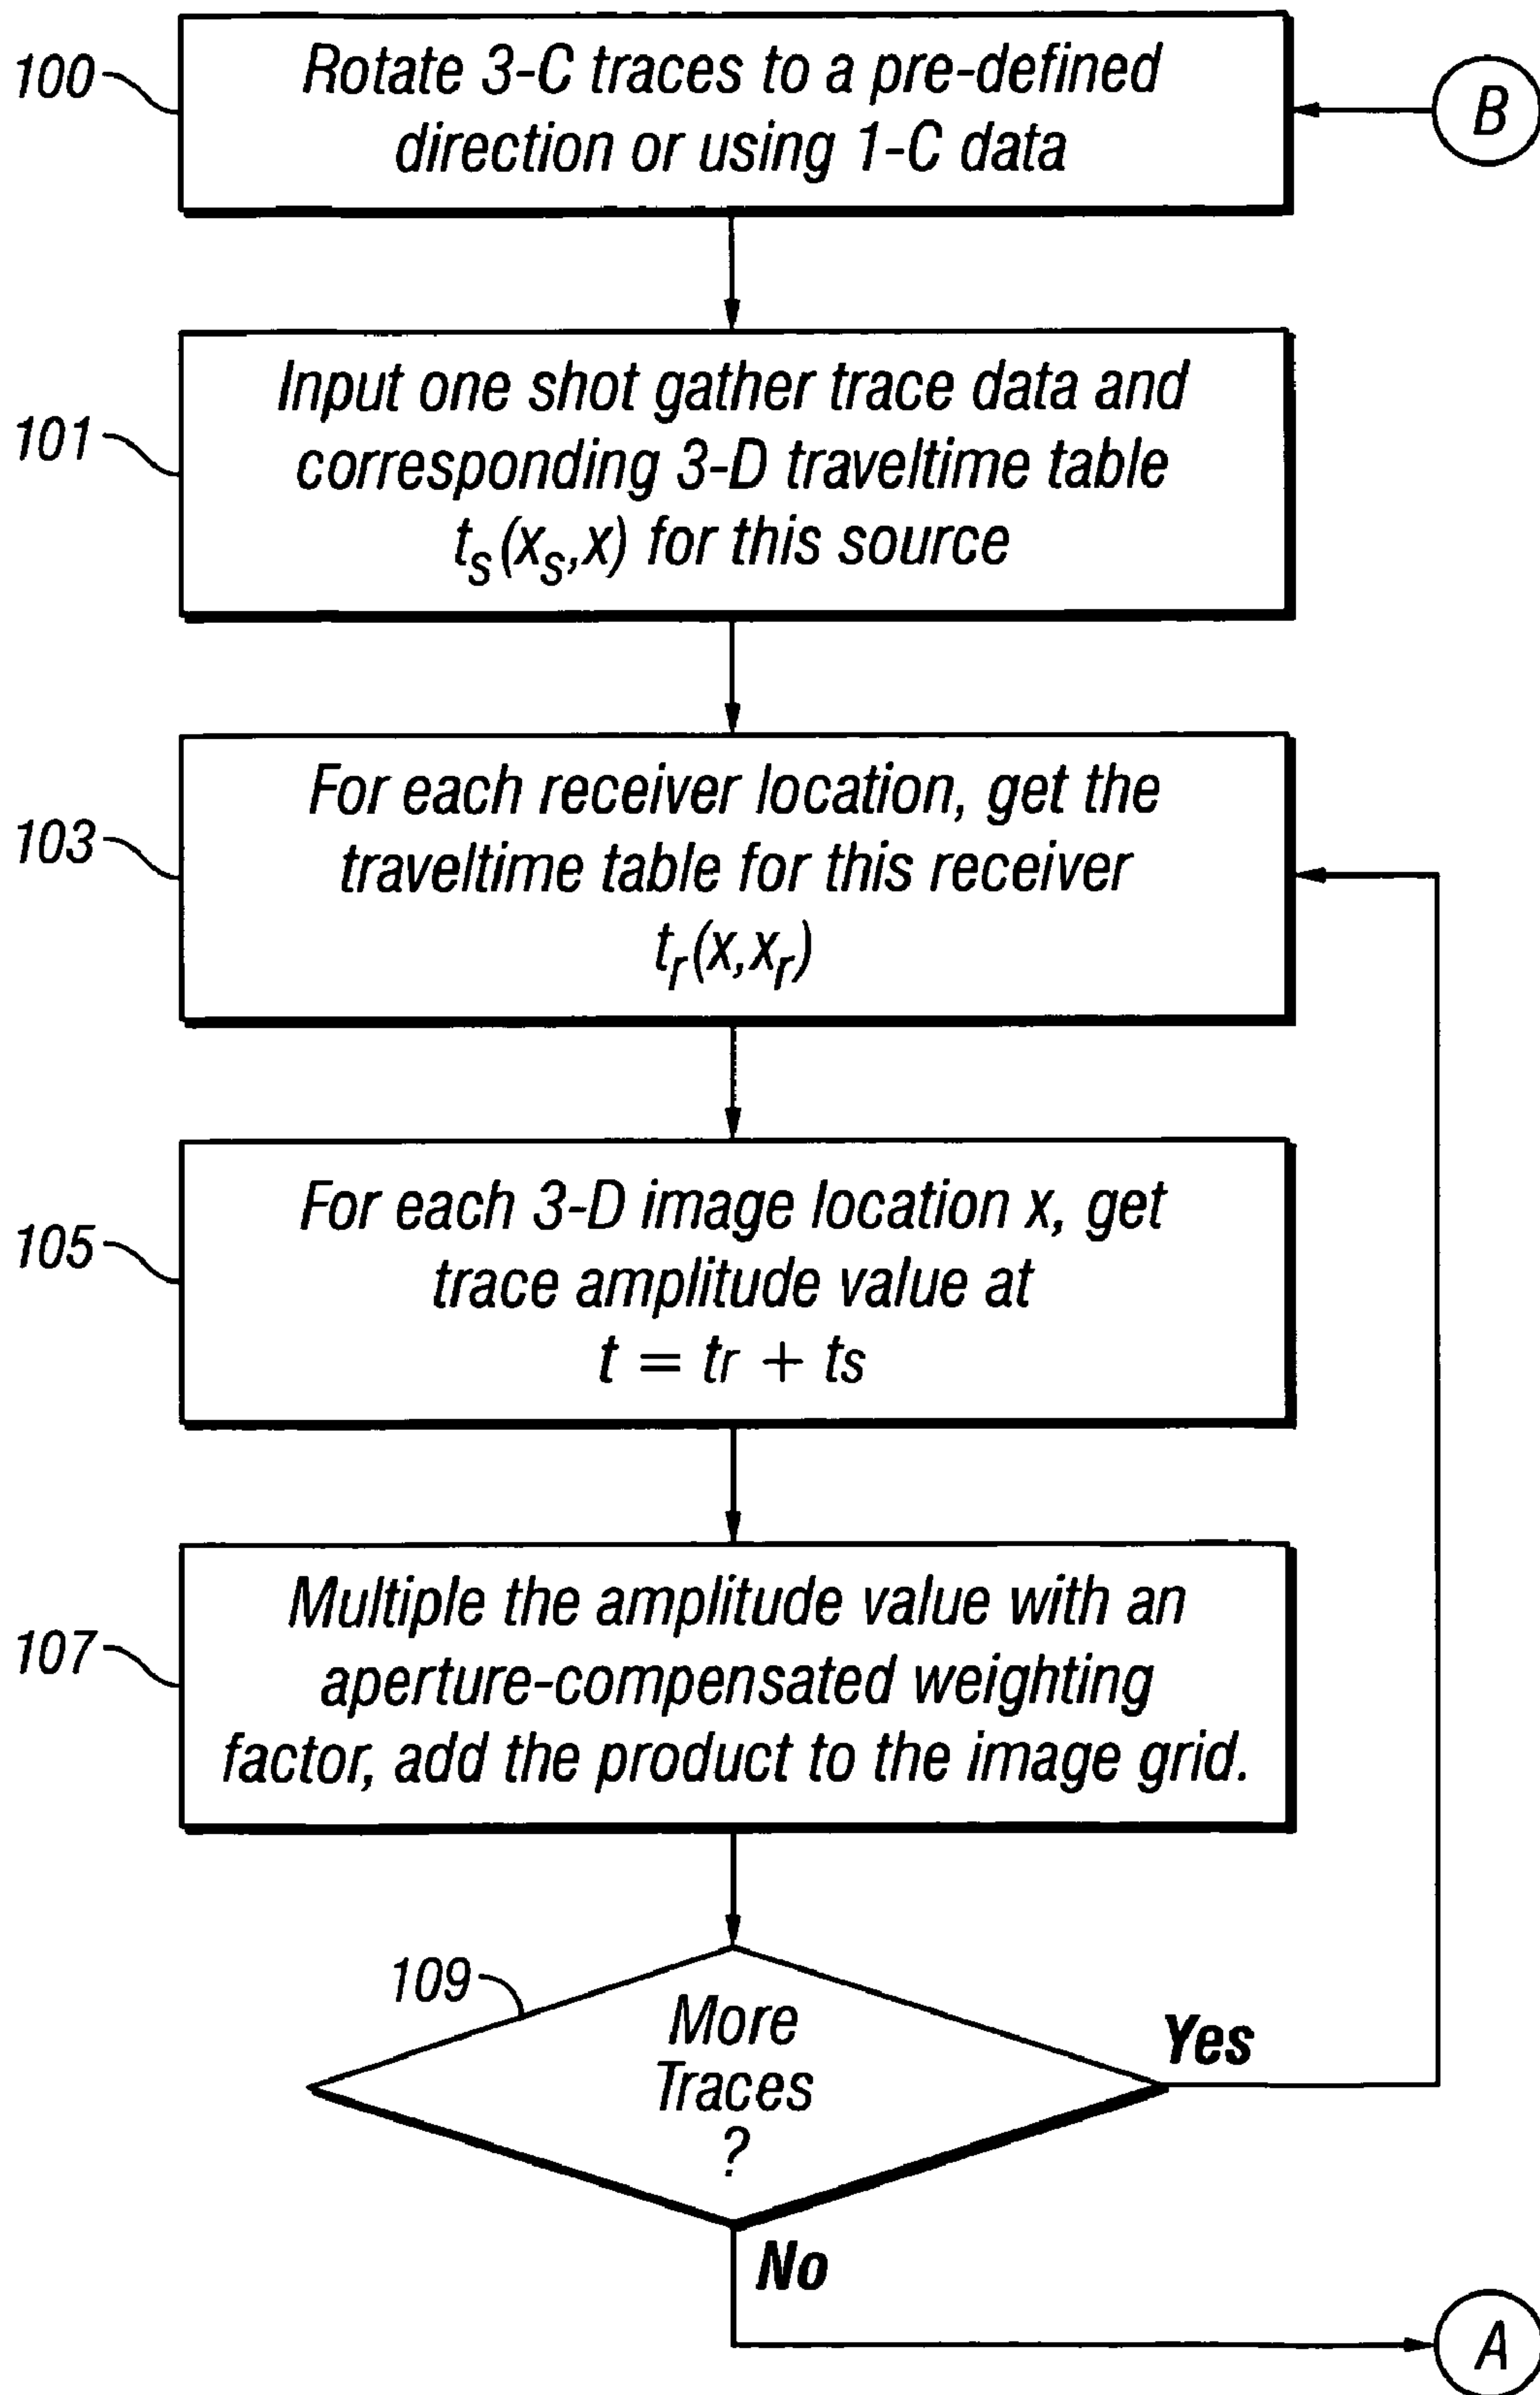 100
Rotate 3-C traces to a pre-defined
direction or using 1-C data
B
101
Input one shot gather trace data and
corresponding 3-D traveltime table
tₛ(xₛ,x) for this source
103
For each receiver location, get the
traveltime table for this receiver
tᵣ(x,xᵣ)
105
For each 3-D image location x, get
trace amplitude value at
t = tr + ts
107
Multiple the amplitude value with an
aperture-compensated weighting
factor, add the product to the image grid.
109
More
Traces
?
Yes
No
A